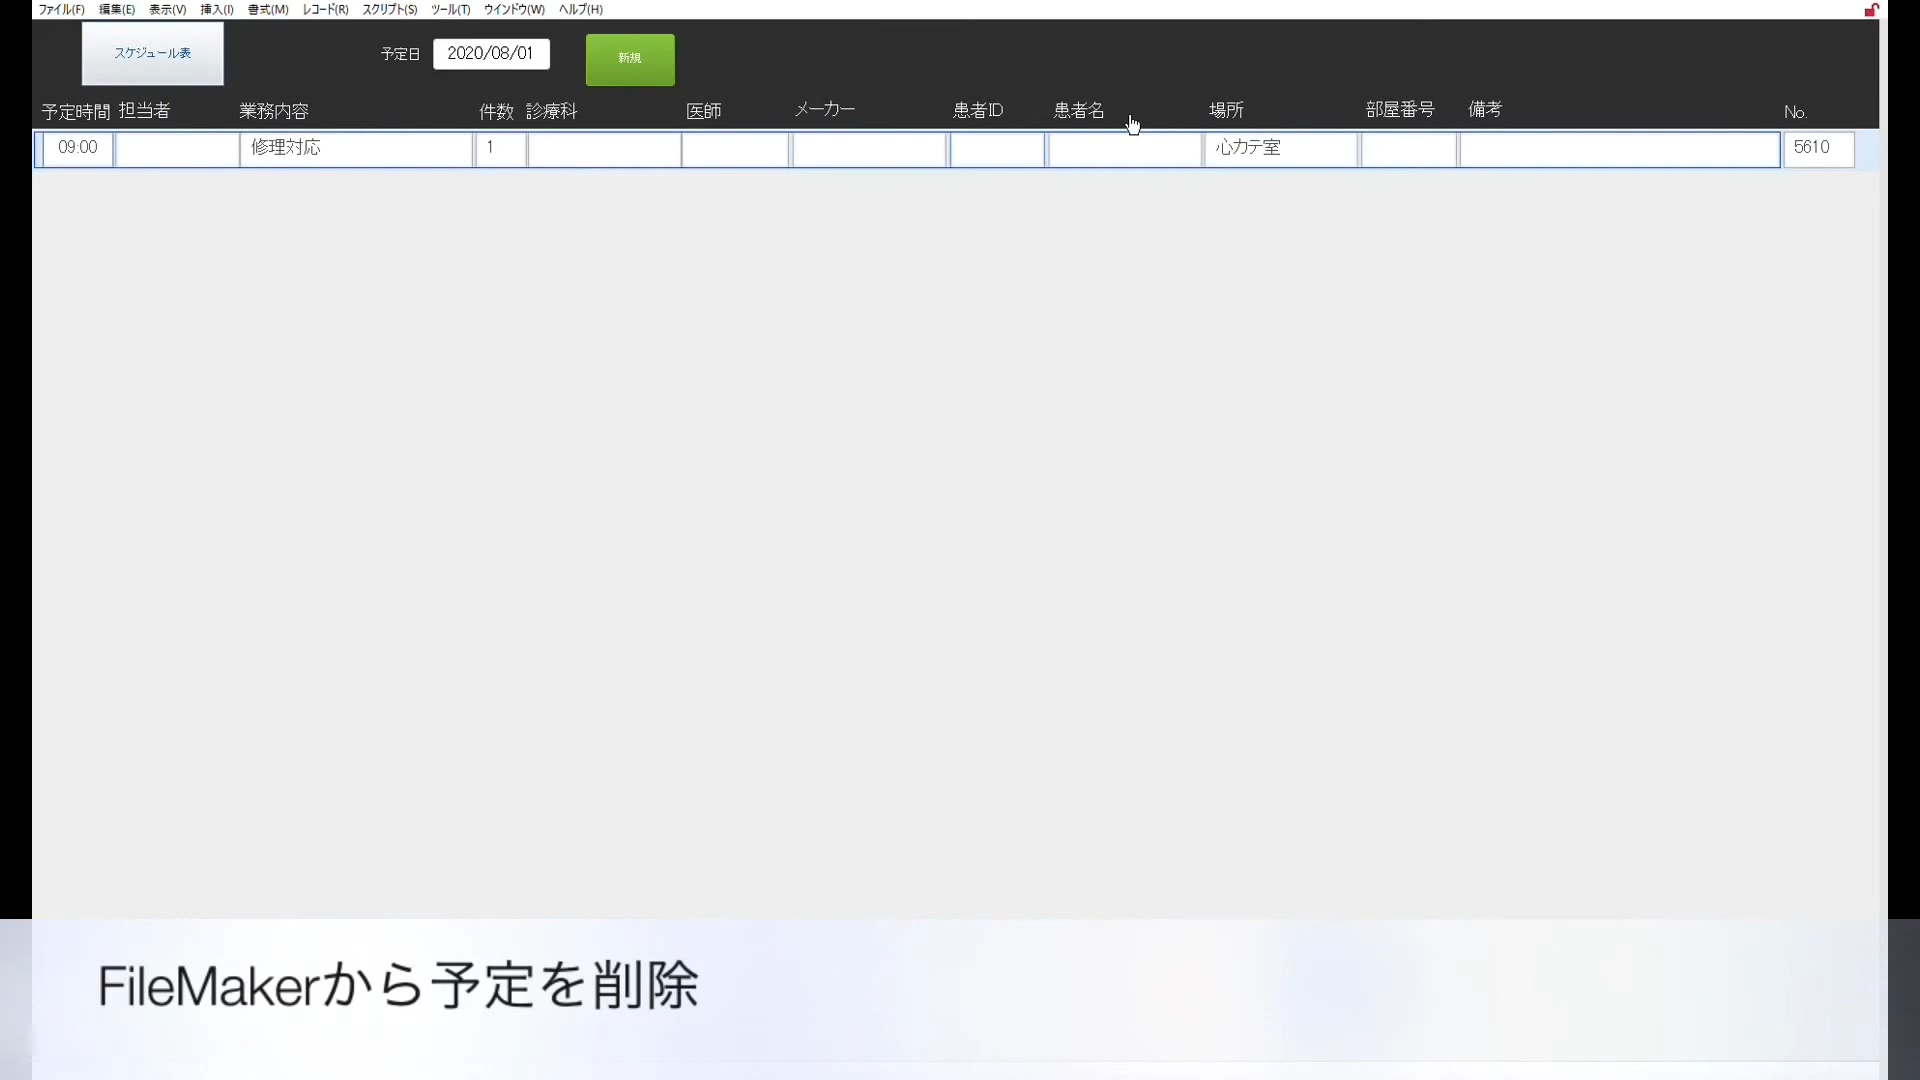 ファイル(F) 編集(E) 表示(V) 挿入(I) 書式(M) レコード(R) スクリプト(S) ツール(T) ウインドウ(W) ヘルプ(H)
スケジュール表 予定日 2020/08/01 新規
予定時間 担当者 業務内容 件数 診療科 医師 メーカー 患者ID 患者名 場所 部屋番号 備考 No.
09:00 修理対応 1 心カテ室 5610
FileMakerから予定を削除